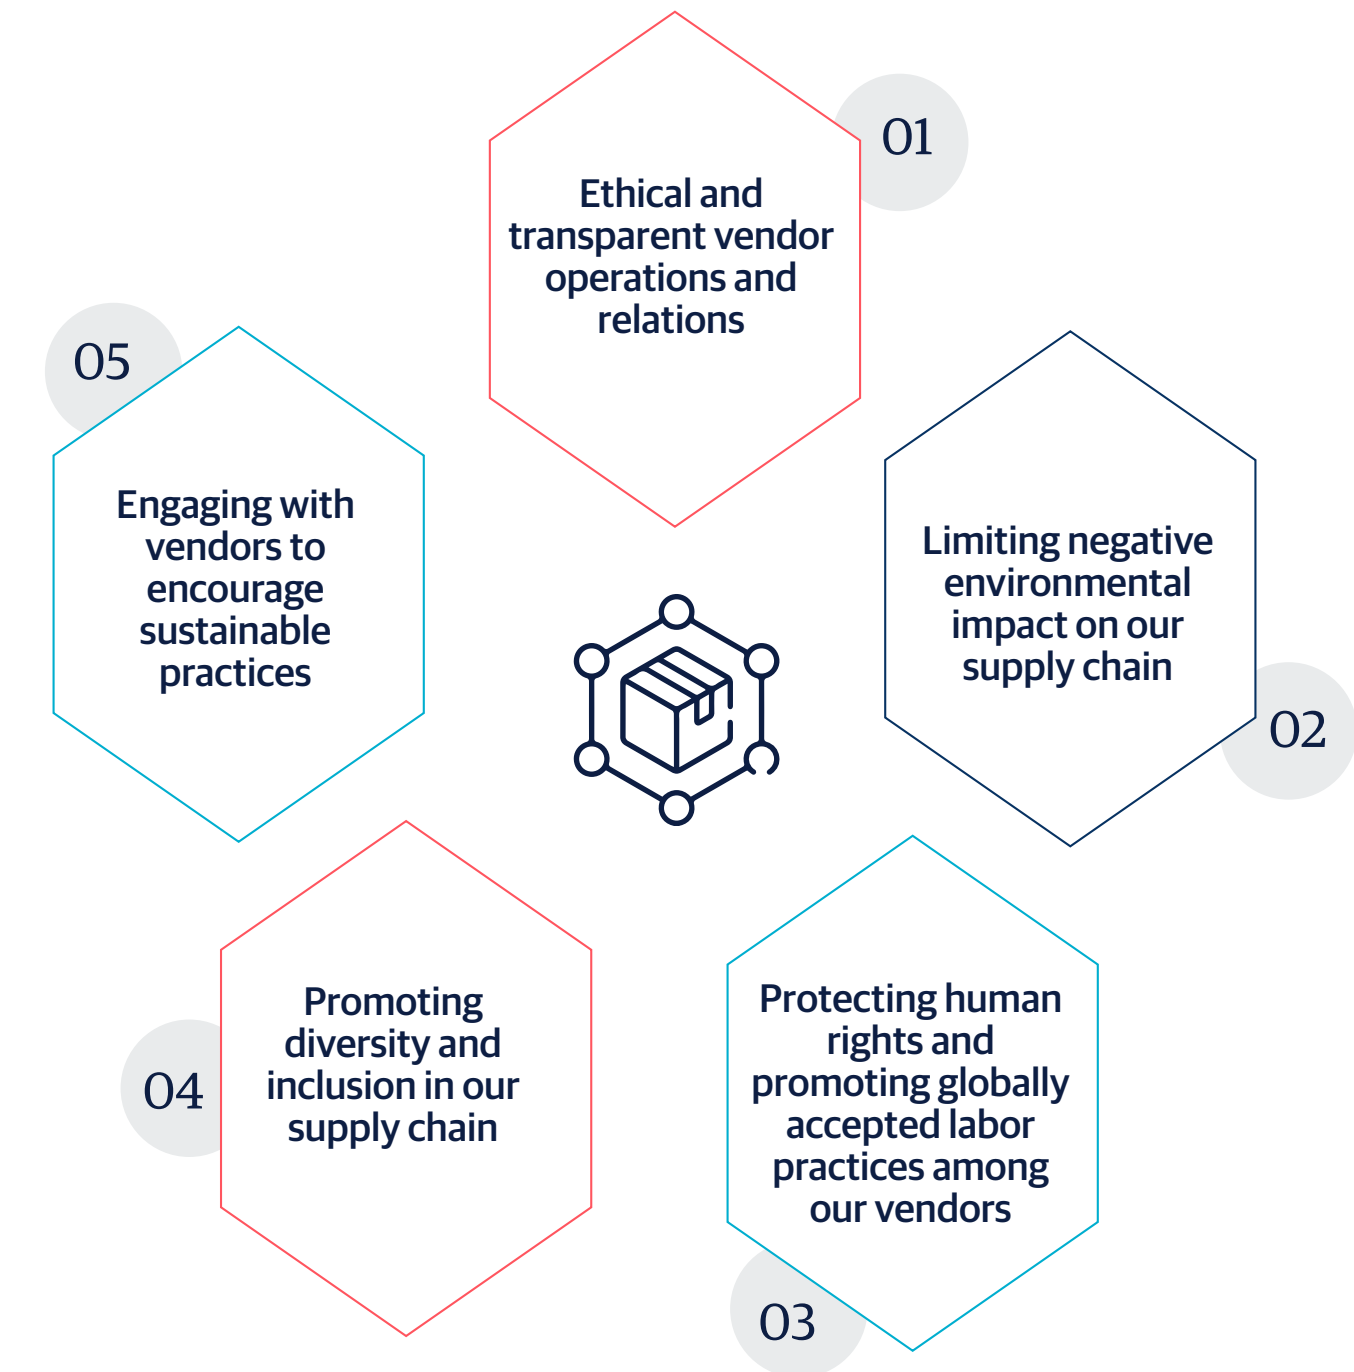 01
Ethical and
transparent vendor
operations and
relations
02
Limiting negative
environmental
impact on our
supply chain
03
Protecting human
rights and
promoting globally
accepted labor
practices among
our vendors
04
Promoting
diversity and
inclusion in our
supply chain
05
Engaging with
vendors to
encourage
sustainable
practices